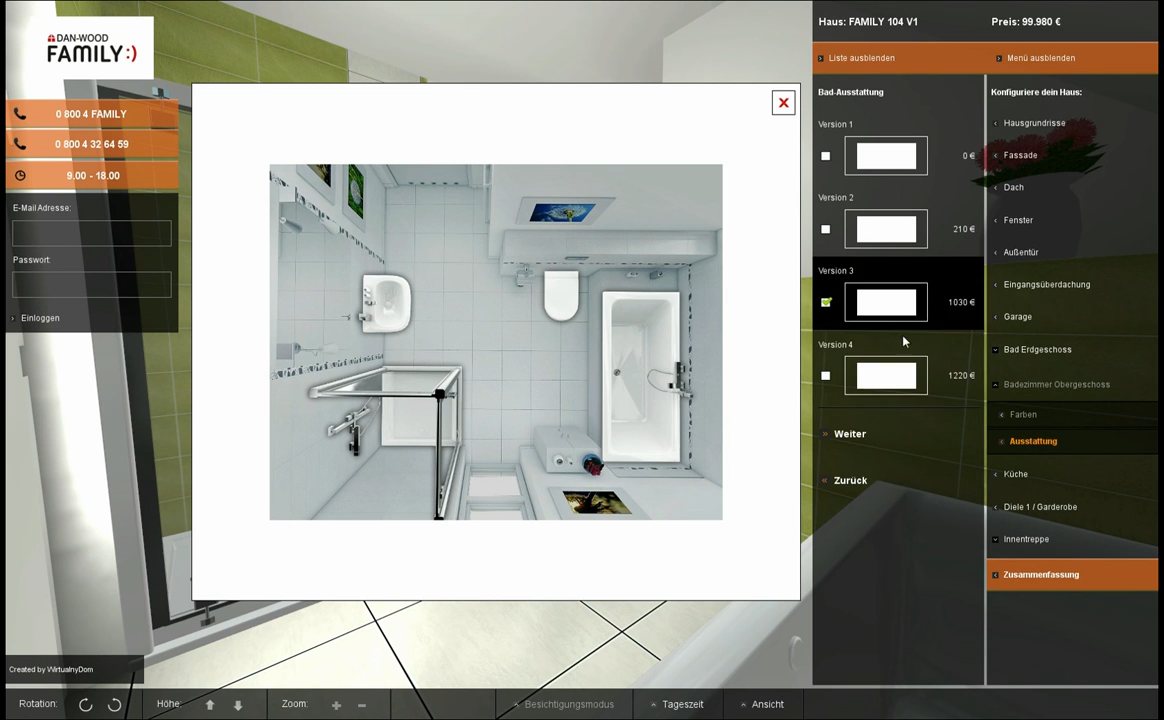 DAN-WOOD
FAMILY:)
0 800 4 FAMILY
0 800 4 32 64 59
9.00 - 18.00
E-Mail Adresse:
Passwort:
Einloggen
Created by WirtualnyDom
Haus: FAMILY 104 V1
Preis: 99.980 €
Liste ausblenden
Menü ausblenden
Bad-Ausstattung
Version 1
0 €
Version 2
210 €
Version 3
1030 €
Version 4
1220 €
Weiter
Zurück
Konfiguriere dein Haus:
Hausgrundrisse
Fassade
Dach
Fenster
Außentür
Eingangsüberdachung
Garage
Bad Erdgeschoss
Badezimmer Obergeschoss
Farben
Ausstattung
Küche
Diele 1 / Garderobe
Innentreppe
Zusammenfassung
Rotation:
Höhe:
Zoom:
Besichtigungsmodus
Tageszeit
Ansicht